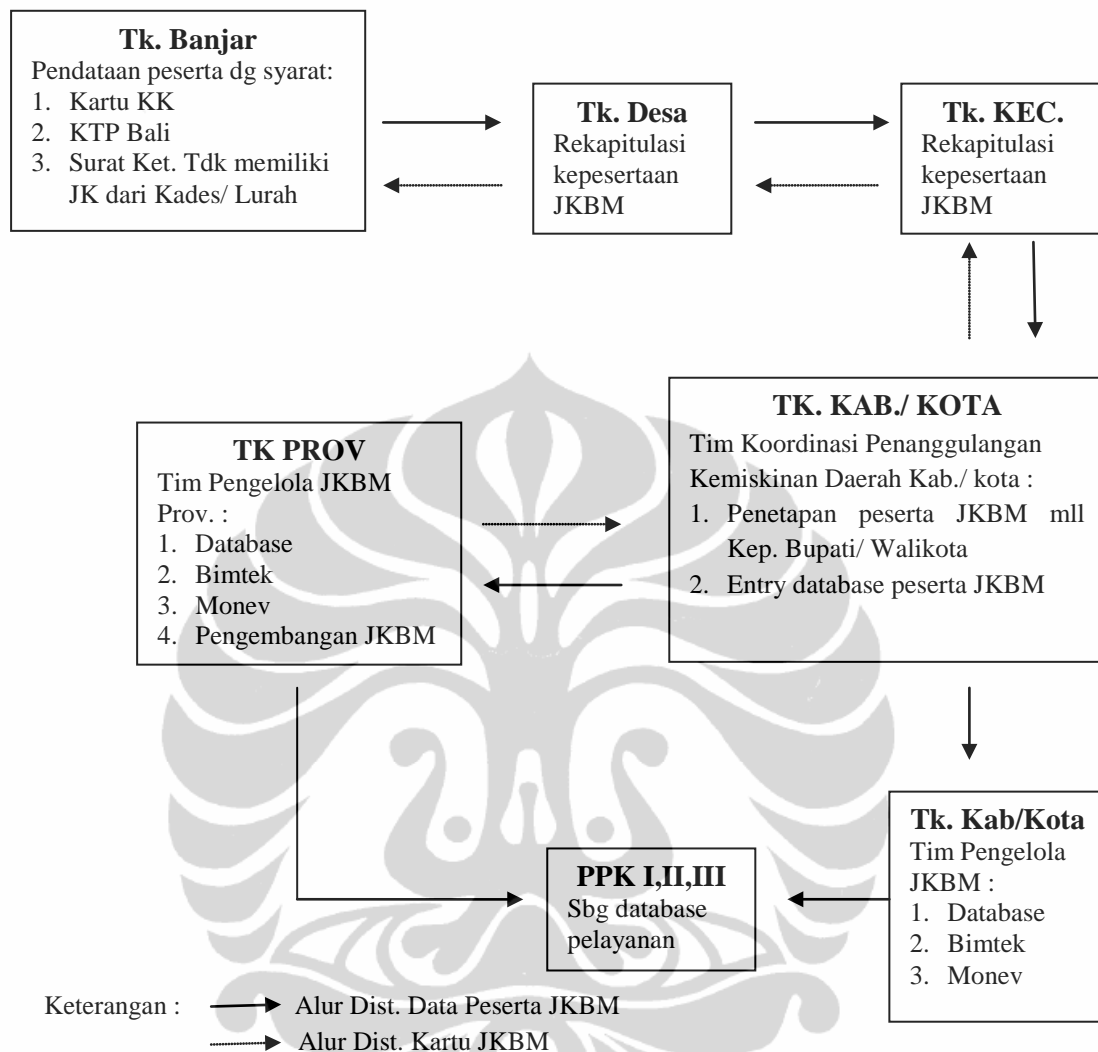 Tk. Banjar
Pendataan peserta dg syarat:
1. Kartu KK
2. KTP Bali
3. Surat Ket. Tdk memiliki
JK dari Kades/ Lurah
Tk. Desa
Rekapitulasi
kepesertaan
JKBM
Tk. KEC.
Rekapitulasi
kepesertaan
JKBM
TK PROV
Tim Pengelola JKBM
Prov. :
1. Database
2. Bimtek
3. Monev
4. Pengembangan JKBM
TK. KAB./ KOTA
Tim Koordinasi Penanggulangan
Kemiskinan Daerah Kab./ kota :
1. Penetapan peserta JKBM mll
Kep. Bupati/ Walikota
2. Entry database peserta JKBM
PPK I,II,III
Sbg database
pelayanan
Tk. Kab/Kota
Tim Pengelola
JKBM :
1. Database
2. Bimtek
3. Monev
Keterangan : Alur Dist. Data Peserta JKBM
Alur Dist. Kartu JKBM